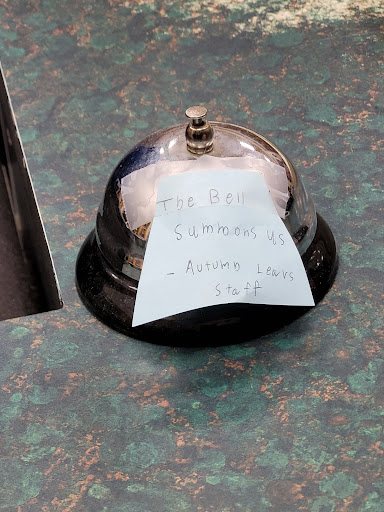 The Bell
Summons us
- Autumn Leavs
staff